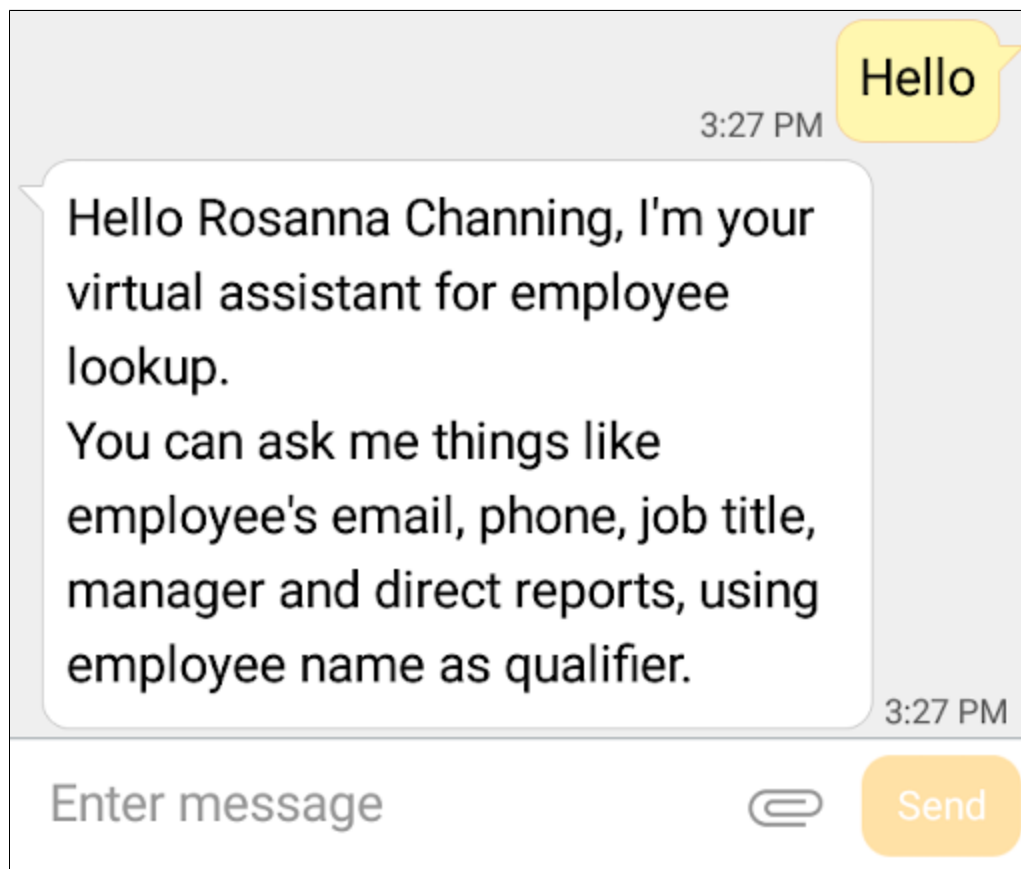 Hello
3:27 PM
Hello Rosanna Channing, I'm your
virtual assistant for employee
lookup.
You can ask me things like
employee's email, phone, job title,
manager and direct reports, using
employee name as qualifier.
3:27 PM
Enter message
Send